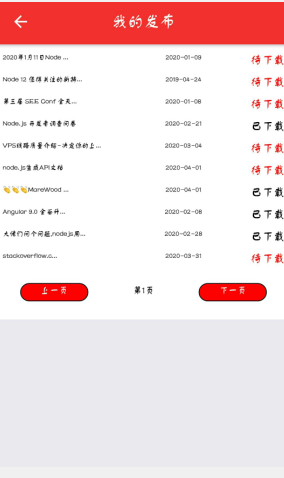 我的发布
2020年1月11日Node ... 2020-01-09 待下载
Node 12 值得关注的新特... 2019-04-24 待下载
第三届 SEE Conf 全天... 2020-01-08 待下载
Node.js 开发者调查问卷 2020-02-21 已下载
VPS线路质量介绍-决定你的上... 2020-03-04 待下载
node.js生成API文档 2020-04-01 待下载
👏👏👏MareWood ... 2020-04-01 已下载
Angular 9.0 ... 2020-02-08 已下载
大佬们问个问题,nodejs用... 2020-02-28 已下载
stackoverflow.c... 2020-03-31 待下载
上一页 第1页 下一页